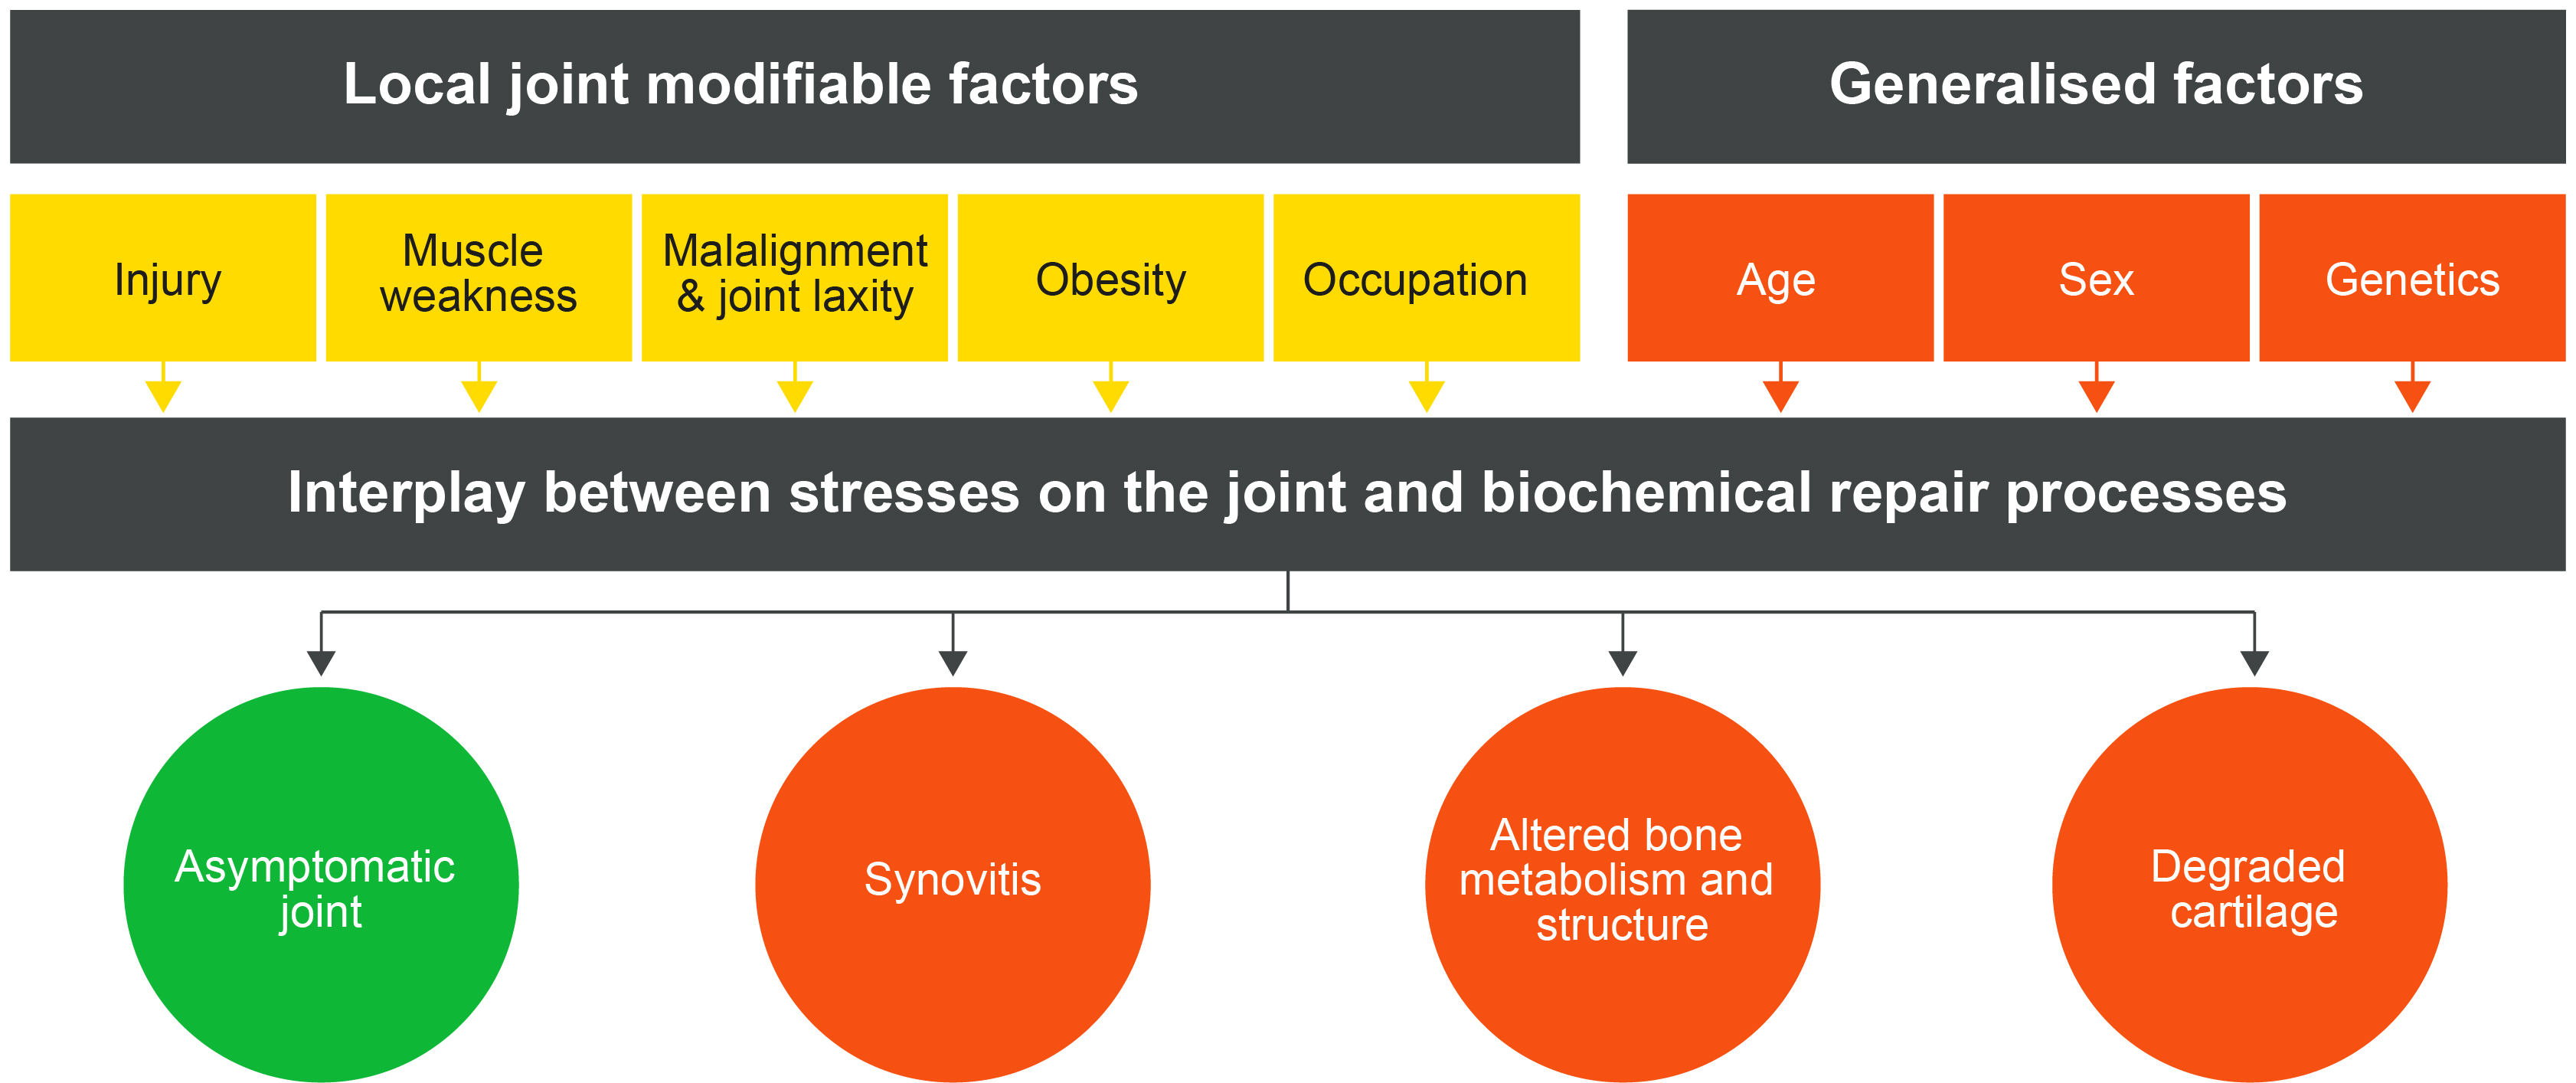 Local joint modifiable factors
Generalised factors
Injury
Muscle
weakness
Malalignment
& joint laxity
Obesity
Occupation
Age
Sex
Genetics
Interplay between stresses on the joint and biochemical repair processes
Asymptomatic
joint
Synovitis
Altered bone
metabolism and
structure
Degraded
cartilage